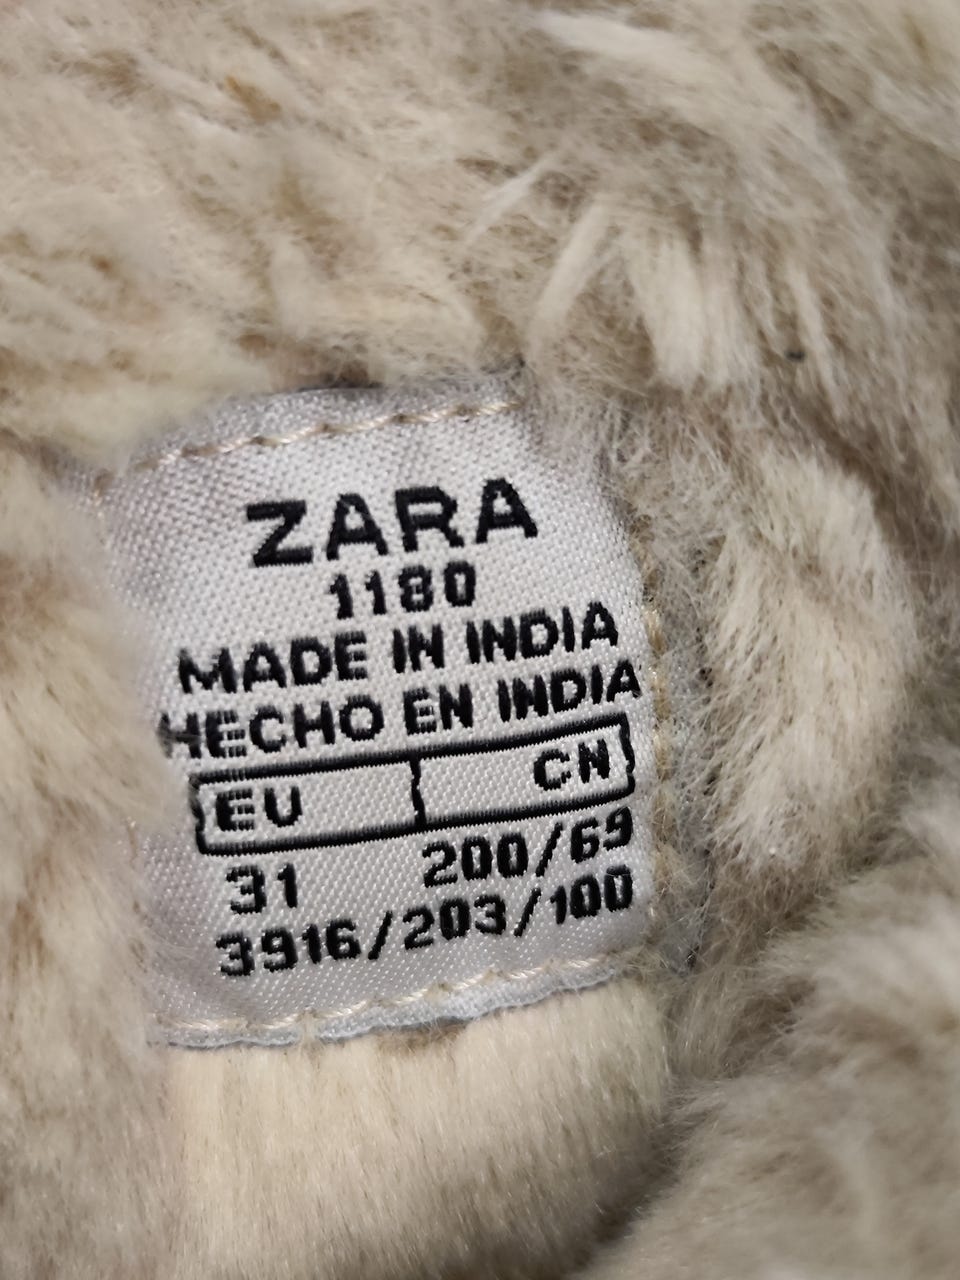 ZARA
1180
MADE IN INDIA
HECHO EN INDIA
EU CN
31 200/69
3916/203/100